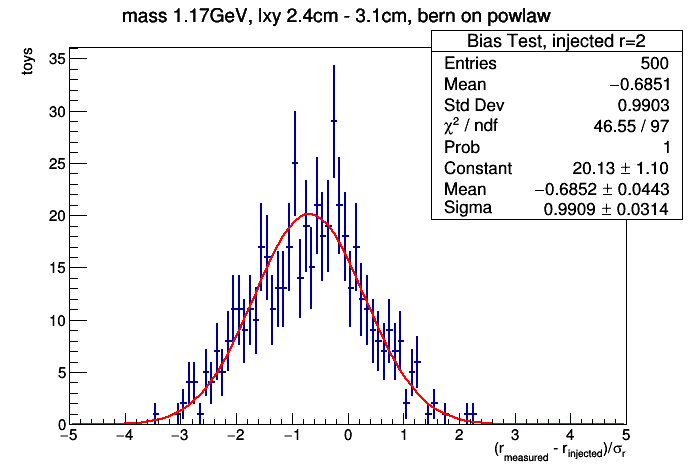 mass 1.17GeV, lxy 2.4cm - 3.1cm, bern on powlaw
toys
Bias Test, injected r=2
Entries 500
Mean −0.6851
Std Dev 0.9903
χ² / ndf 46.55 / 97
Prob 1
Constant 20.13 ± 1.10
Mean −0.6852 ± 0.0443
Sigma 0.9909 ± 0.0314
35
30
25
20
15
10
5
0
−5 −4 −3 −2 −1 0 1 2 3 4 5
(r_measured - r_injected)/σ_r